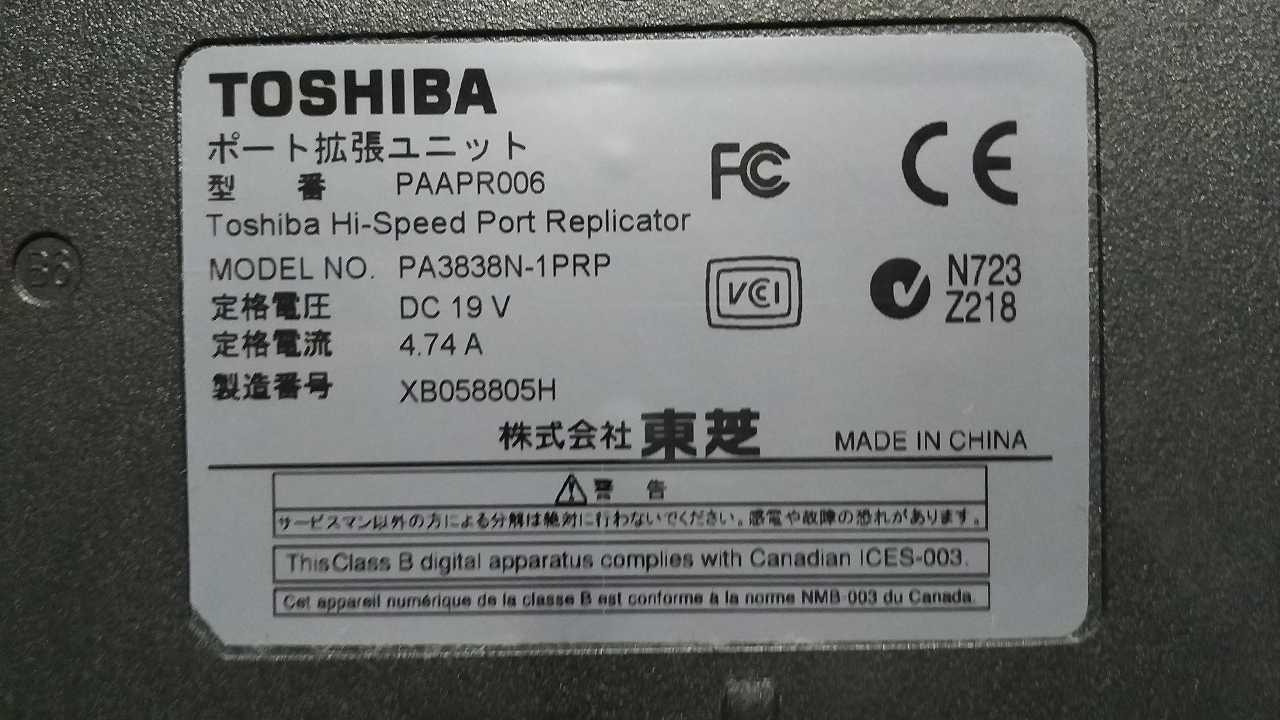 TOSHIBA
ポート拡張ユニット
型 番 PAAPR006
Toshiba Hi-Speed Port Replicator
MODEL NO. PA3838N-1PRP
定格電圧 DC 19 V
定格電流 4.74 A
製造番号 XB058805H
FC
CE
VCCI
N723
Z218
株式会社 東芝 MADE IN CHINA
警 告
サービスマン以外の方による分解は絶対に行わないでください。感電や故障の恐れがあります。
This Class B digital apparatus complies with Canadian ICES-003.
Cet appareil numérique de la classe B est conforme à la norme NMB-003 du Canada.
B6